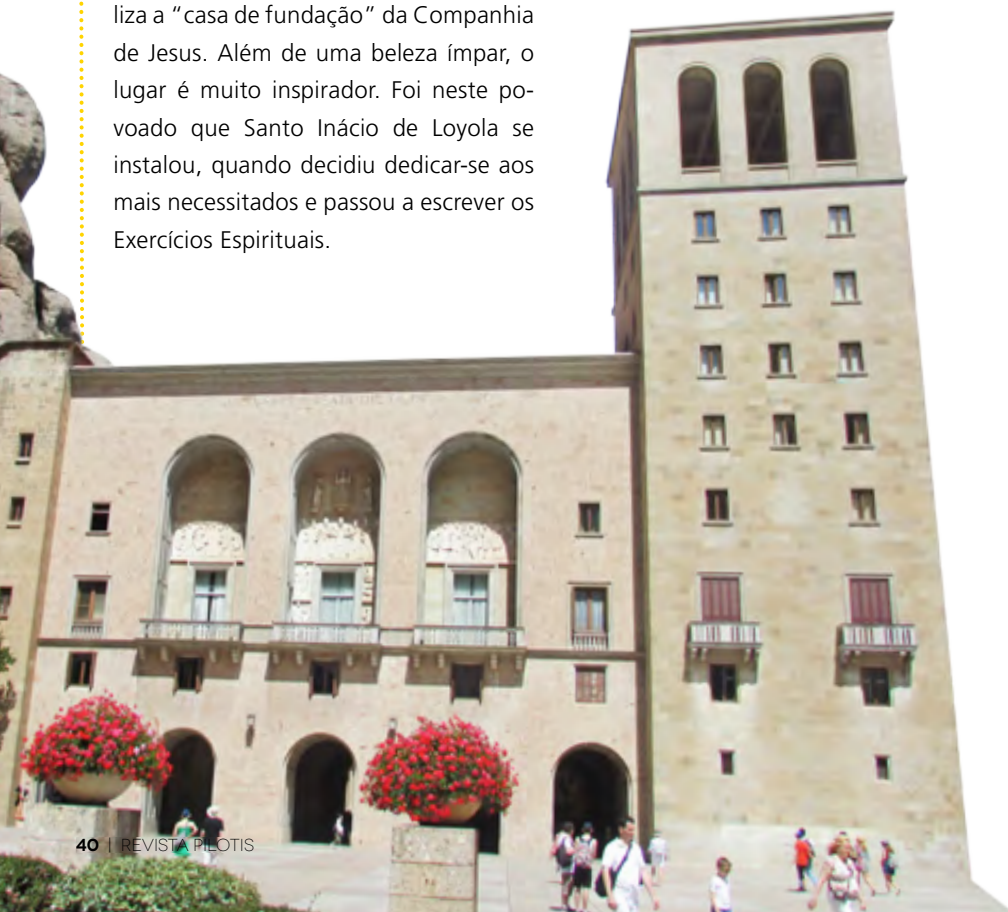 liza a “casa de fundação” da Companhia
de Jesus. Além de uma beleza ímpar, o
lugar é muito inspirador. Foi neste po-
voado que Santo Inácio de Loyola se
instalou, quando decidiu dedicar-se aos
mais necessitados e passou a escrever os
Exercícios Espirituais.
40 | REVISTA PILOTIS